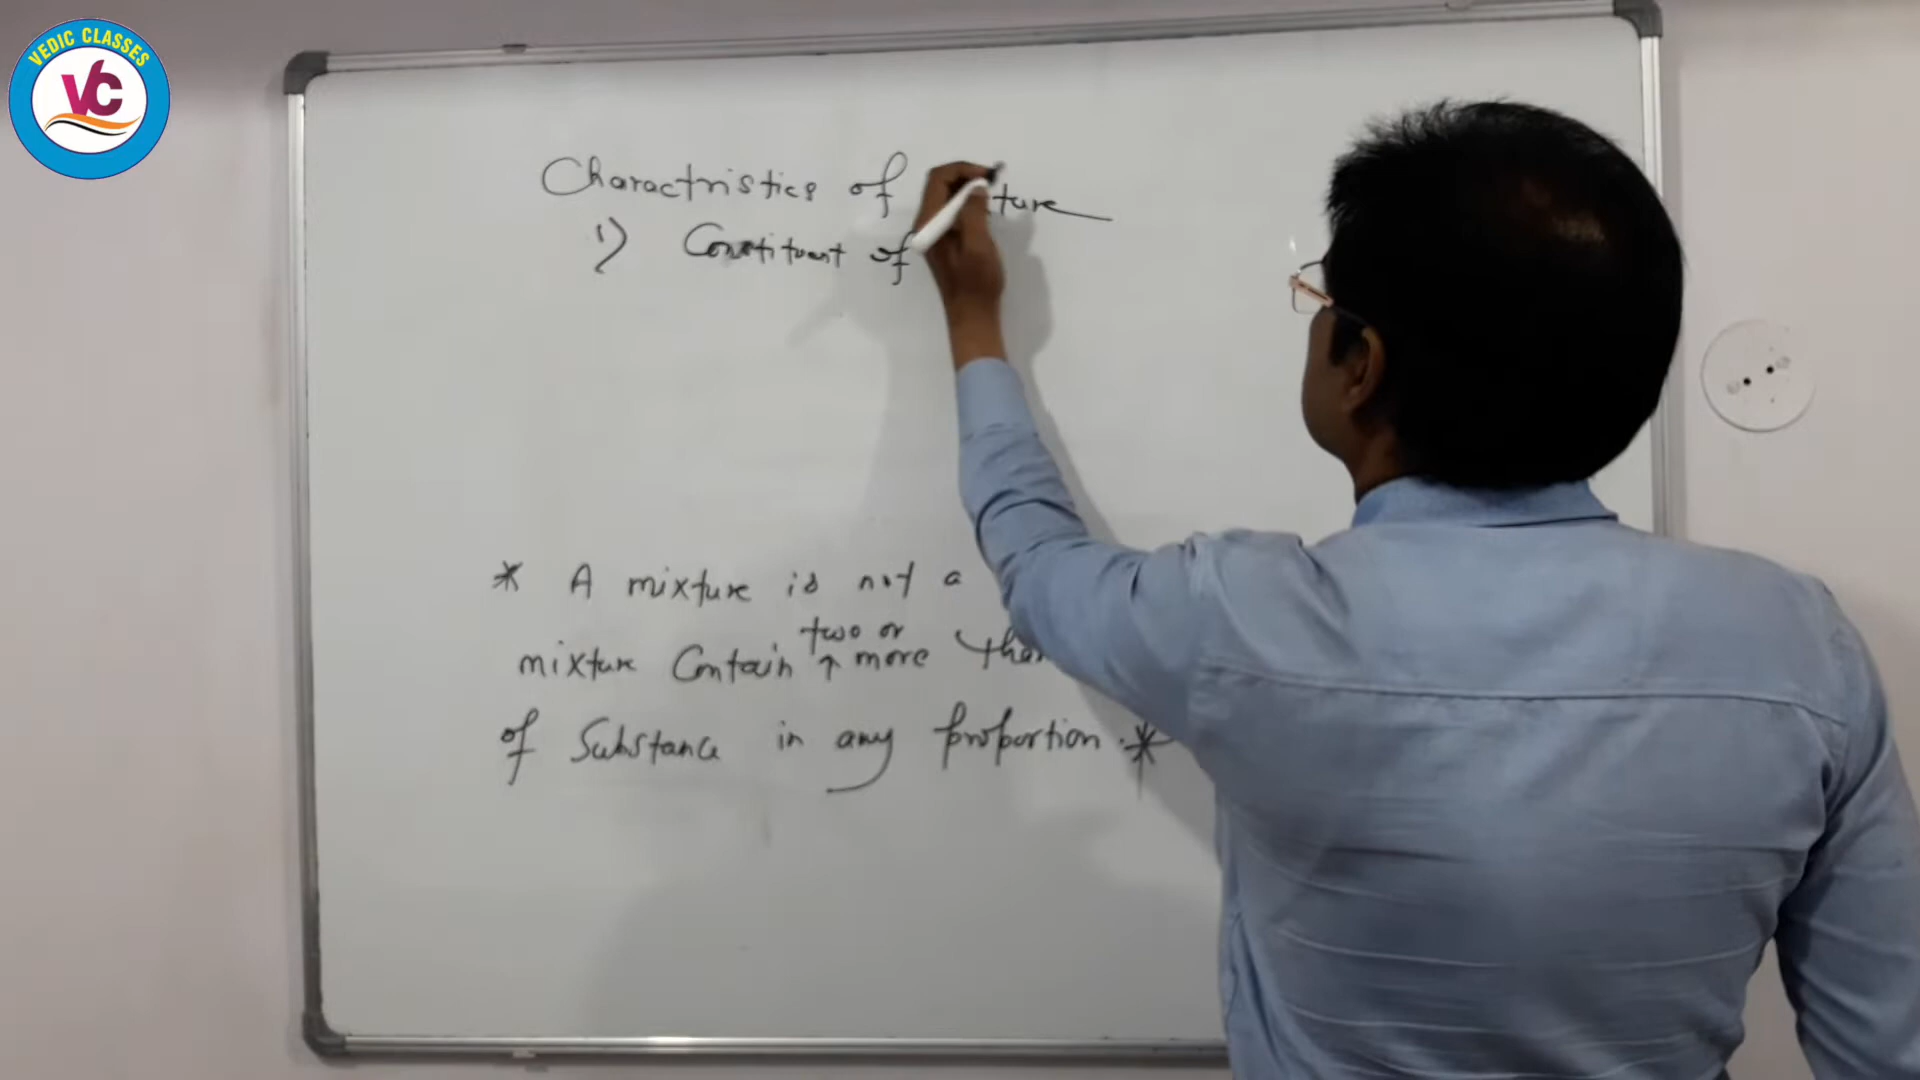 VEDIC CLASSES
VC
Charactristics of ture
1) Constituent of
* A mixture is not a
two or
mixture Contain ↑ more than
of Substance in any proportion. *